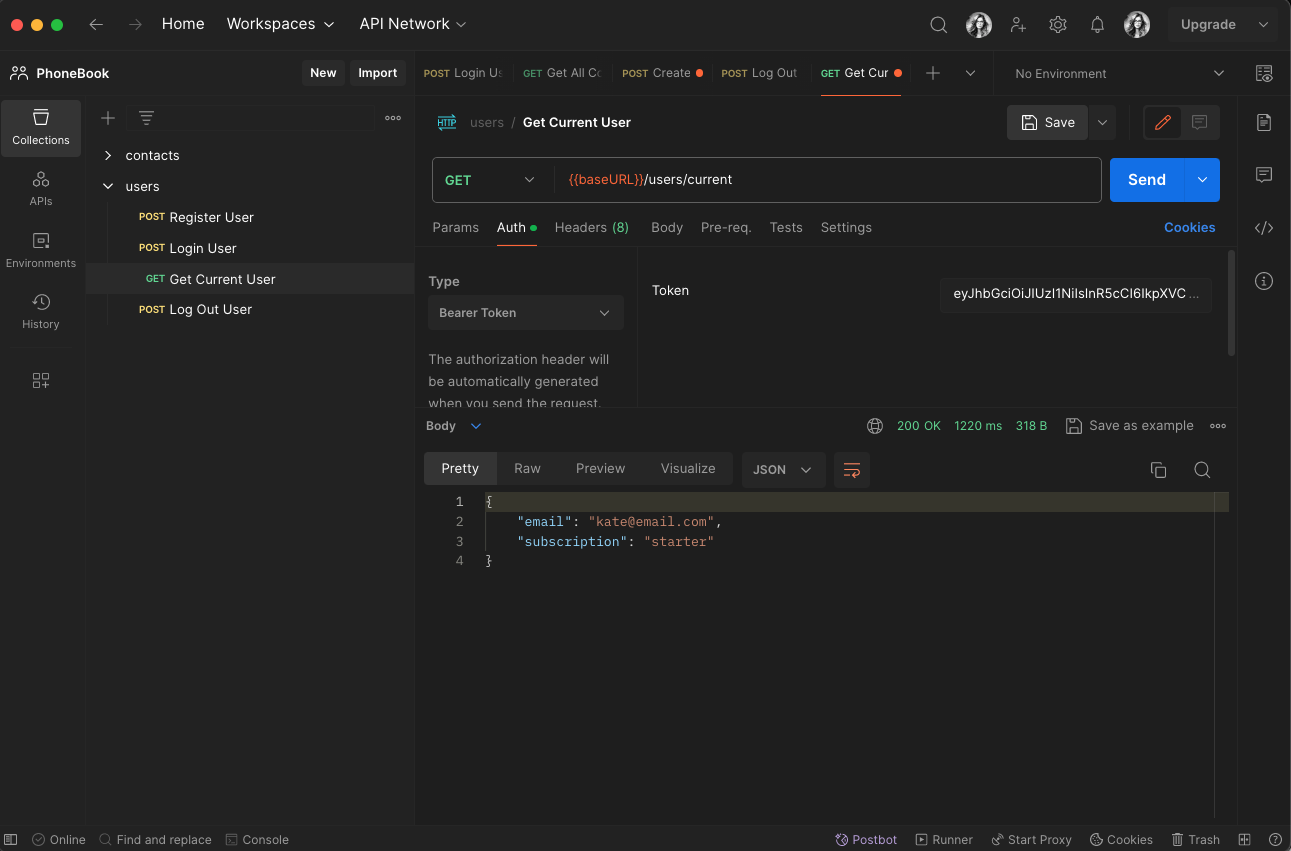 Home Workspaces API Network Upgrade
PhoneBook New Import
POST Login Us GET Get All Co POST Create POST Log Out GET Get Cur No Environment
Collections
APIs
Environments
History
contacts
users
POST Register User
POST Login User
GET Get Current User
POST Log Out User
HTTP users / Get Current User Save
GET {{baseURL}}/users/current Send
Params Auth Headers (8) Body Pre-req. Tests Settings Cookies
Type
Bearer Token
The authorization header will
be automatically generated
when you send the request.
Token eyJhbGciOiJIUzI1NiIsInR5cCI6IkpXVC ...
Body 200 OK 1220 ms 318 B Save as example
Pretty Raw Preview Visualize JSON
1 {
2 "email": "kate@email.com",
3 "subscription": "starter"
4 }
Online Find and replace Console Postbot Runner Start Proxy Cookies Trash